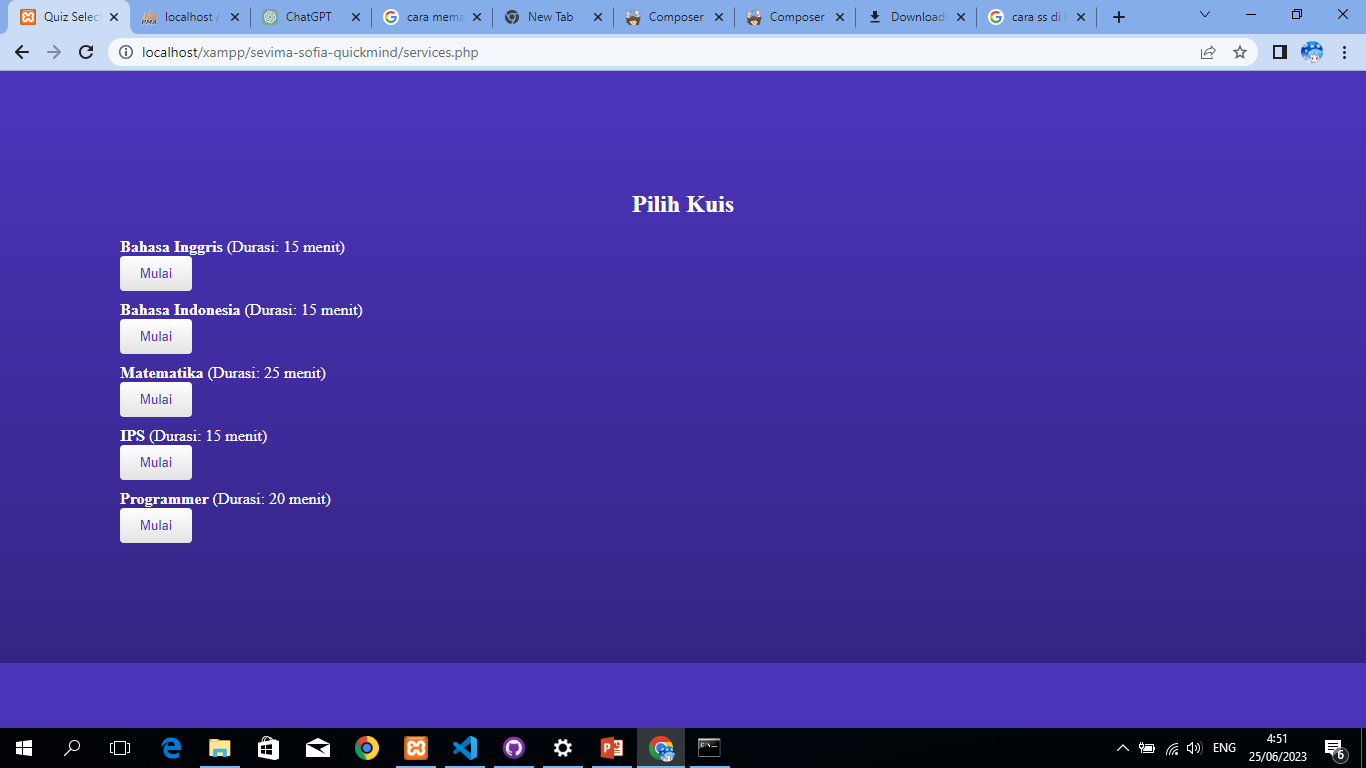 Quiz Selec
localhost /
ChatGPT
cara mema
New Tab
Composer
Composer
Downloads
cara ss di l
localhost/xampp/sevima-sofia-quickmind/services.php
Pilih Kuis
Bahasa Inggris (Durasi: 15 menit)
Mulai
Bahasa Indonesia (Durasi: 15 menit)
Mulai
Matematika (Durasi: 25 menit)
Mulai
IPS (Durasi: 15 menit)
Mulai
Programmer (Durasi: 20 menit)
Mulai
ENG
4:51
25/06/2023
6